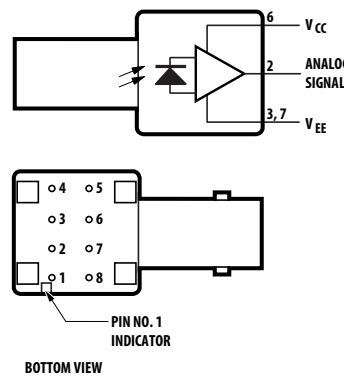 6
V CC
2
ANALOG
SIGNAL
3, 7
V EE
4 5
3 6
2 7
1 8
PIN NO. 1
INDICATOR
BOTTOM VIEW